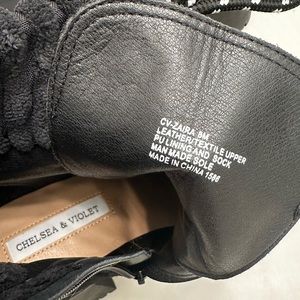 CV-ZAIRA 8M
LEATHER/TEXTILE UPPER
PU LINING AND SOCK
MAN MADE SOLE
MADE IN CHINA 1586
CHELSEA & VIOLET